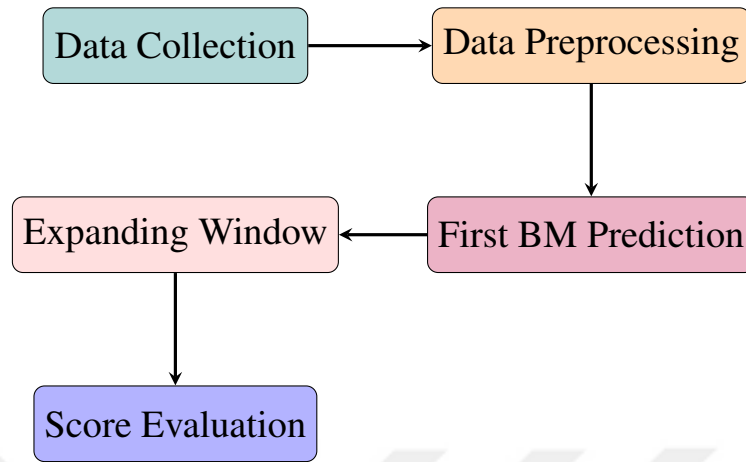 Data Collection
Data Preprocessing
First BM Prediction
Expanding Window
Score Evaluation